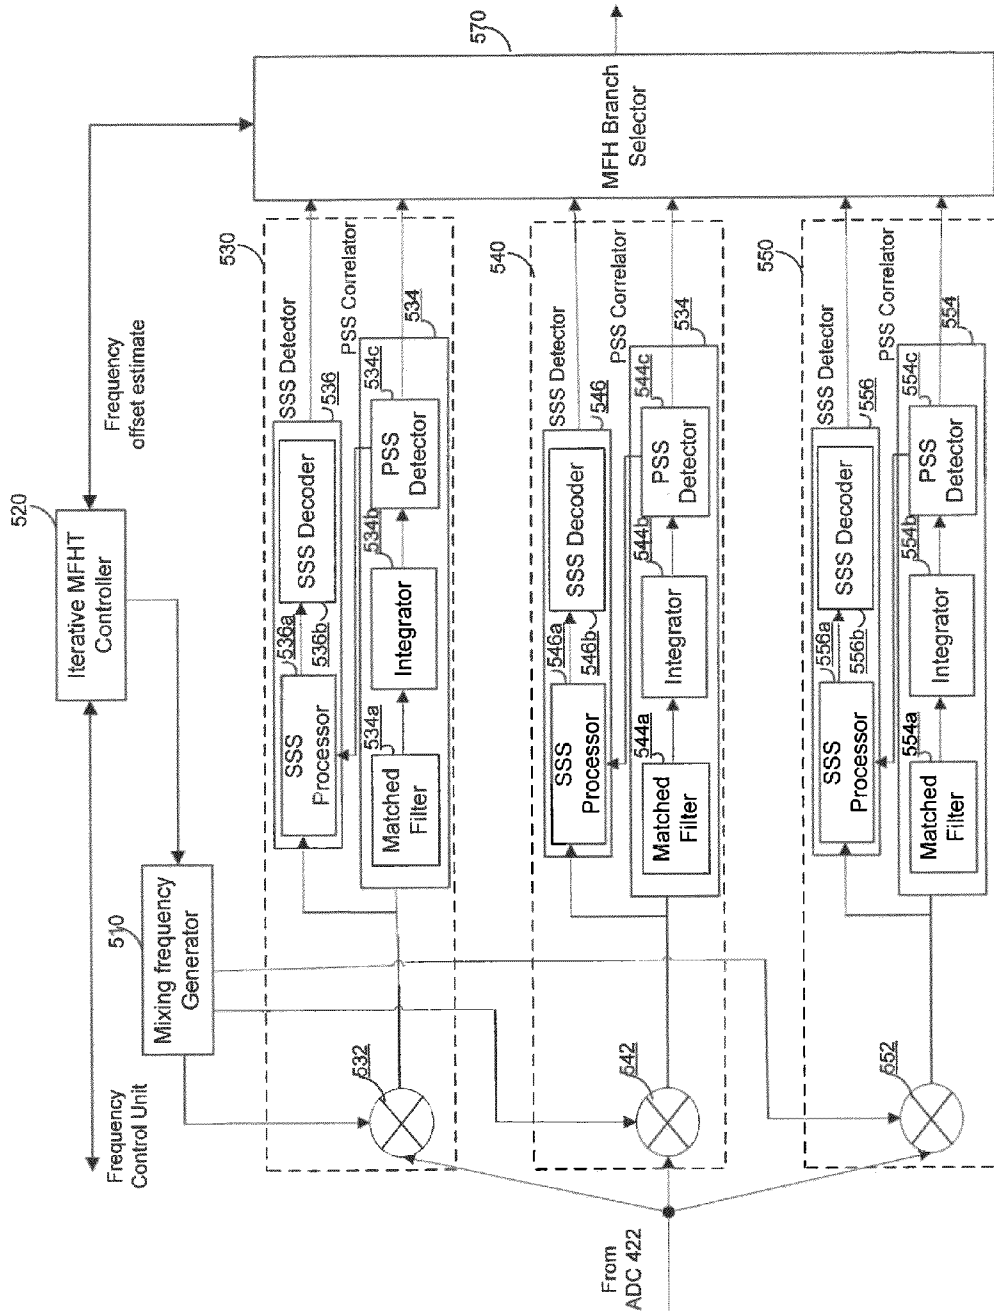 Frequency
Control Unit
520
Iterative MFHT
Controller
Frequency
offset estimate
510
Mixing frequency
Generator
530
SSS Detector
536
SSS
Processor
536a
SSS Decoder
536b
PSS Correlator
534
Matched
Filter
534a
Integrator
534b
PSS
Detector
534c
532
540
SSS Detector
546
SSS
Processor
546a
SSS Decoder
546b
PSS Correlator
534
Matched
Filter
544a
Integrator
544b
PSS
Detector
544c
542
550
SSS Detector
556
SSS
Processor
556a
SSS Decoder
556b
PSS Correlator
554
Matched
Filter
554a
Integrator
554b
PSS
Detector
554c
552
570
MFH Branch
Selector
From
ADC 422